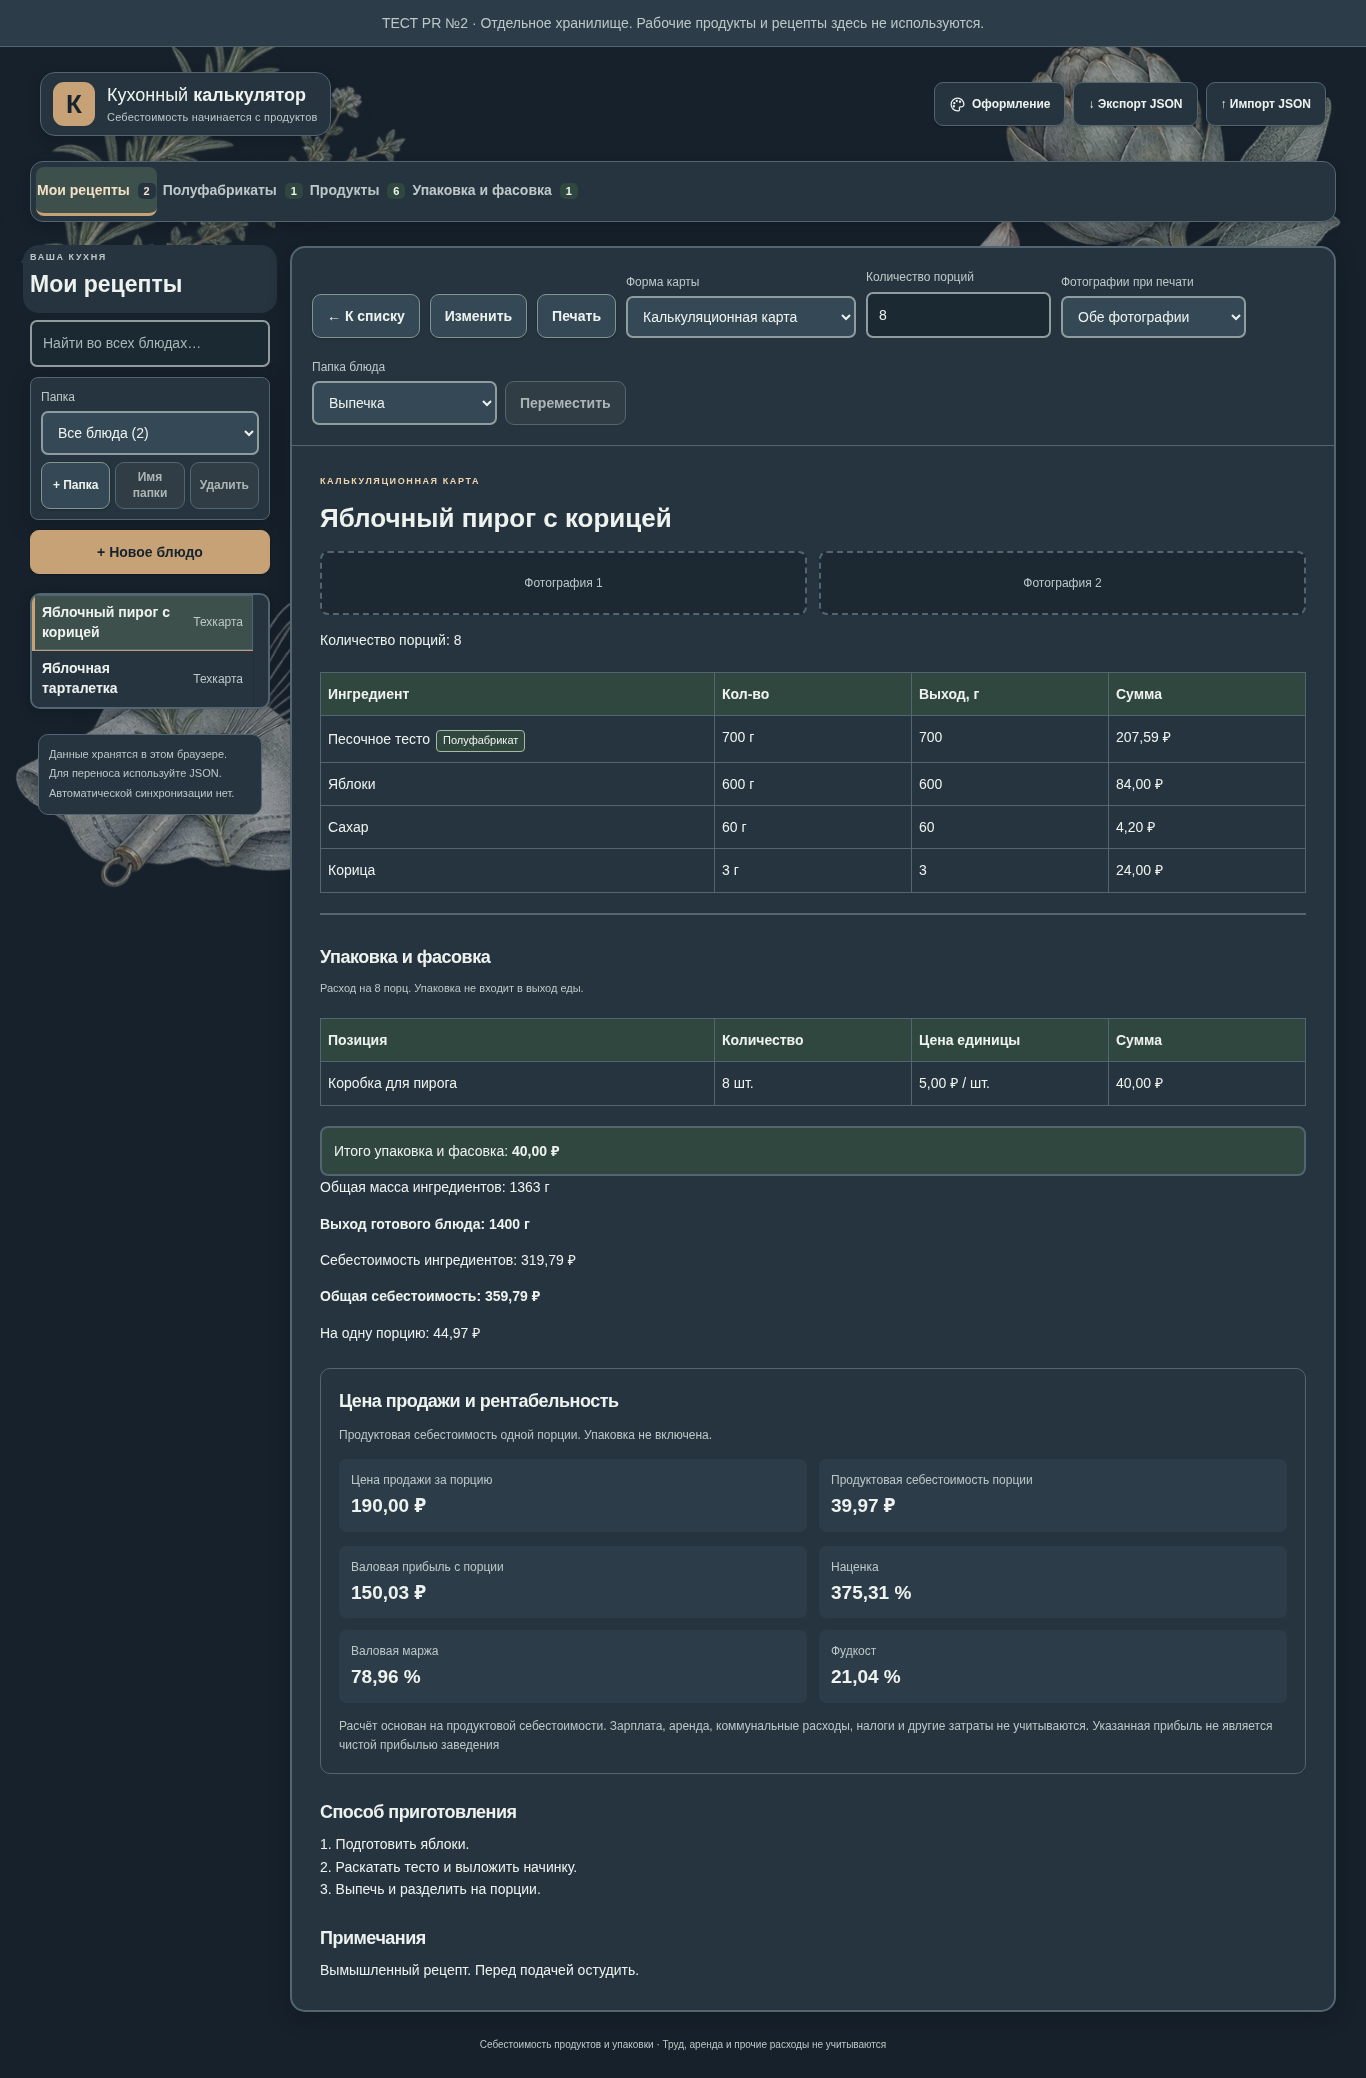 ТЕСТ PR №2 · Отдельное хранилище. Рабочие продукты и рецепты здесь не используются.
К
Кухонный калькулятор
Себестоимость начинается с продуктов
Оформление
↓ Экспорт JSON
↑ Импорт JSON
Мои рецепты 2
Полуфабрикаты 1
Продукты 6
Упаковка и фасовка 1
ВАША КУХНЯ
Мои рецепты
Найти во всех блюдах…
Папка
Все блюда (2)
+ Папка
Имя
папки
Удалить
+ Новое блюдо
Яблочный пирог с
корицей
Техкарта
Яблочная
тарталетка
Техкарта
Данные хранятся в этом браузере.
Для переноса используйте JSON.
Автоматической синхронизации нет.
← К списку
Изменить
Печать
Форма карты
Калькуляционная карта
Количество порций
8
Фотографии при печати
Обе фотографии
Папка блюда
Выпечка
Переместить
КАЛЬКУЛЯЦИОННАЯ КАРТА
Яблочный пирог с корицей
Фотография 1
Фотография 2
Количество порций: 8
Ингредиент Кол-во Выход, г Сумма
Песочное тесто Полуфабрикат 700 г 700 207,59 ₽
Яблоки 600 г 600 84,00 ₽
Сахар 60 г 60 4,20 ₽
Корица 3 г 3 24,00 ₽
Упаковка и фасовка
Расход на 8 порц. Упаковка не входит в выход еды.
Позиция Количество Цена единицы Сумма
Коробка для пирога 8 шт. 5,00 ₽ / шт. 40,00 ₽
Итого упаковка и фасовка: 40,00 ₽
Общая масса ингредиентов: 1363 г
Выход готового блюда: 1400 г
Себестоимость ингредиентов: 319,79 ₽
Общая себестоимость: 359,79 ₽
На одну порцию: 44,97 ₽
Цена продажи и рентабельность
Продуктовая себестоимость одной порции. Упаковка не включена.
Цена продажи за порцию
190,00 ₽
Продуктовая себестоимость порции
39,97 ₽
Валовая прибыль с порции
150,03 ₽
Наценка
375,31 %
Валовая маржа
78,96 %
Фудкост
21,04 %
Расчёт основан на продуктовой себестоимости. Зарплата, аренда, коммунальные расходы, налоги и другие затраты не учитываются. Указанная прибыль не является
чистой прибылью заведения
Способ приготовления
1. Подготовить яблоки.
2. Раскатать тесто и выложить начинку.
3. Выпечь и разделить на порции.
Примечания
Вымышленный рецепт. Перед подачей остудить.
Себестоимость продуктов и упаковки · Труд, аренда и прочие расходы не учитываются